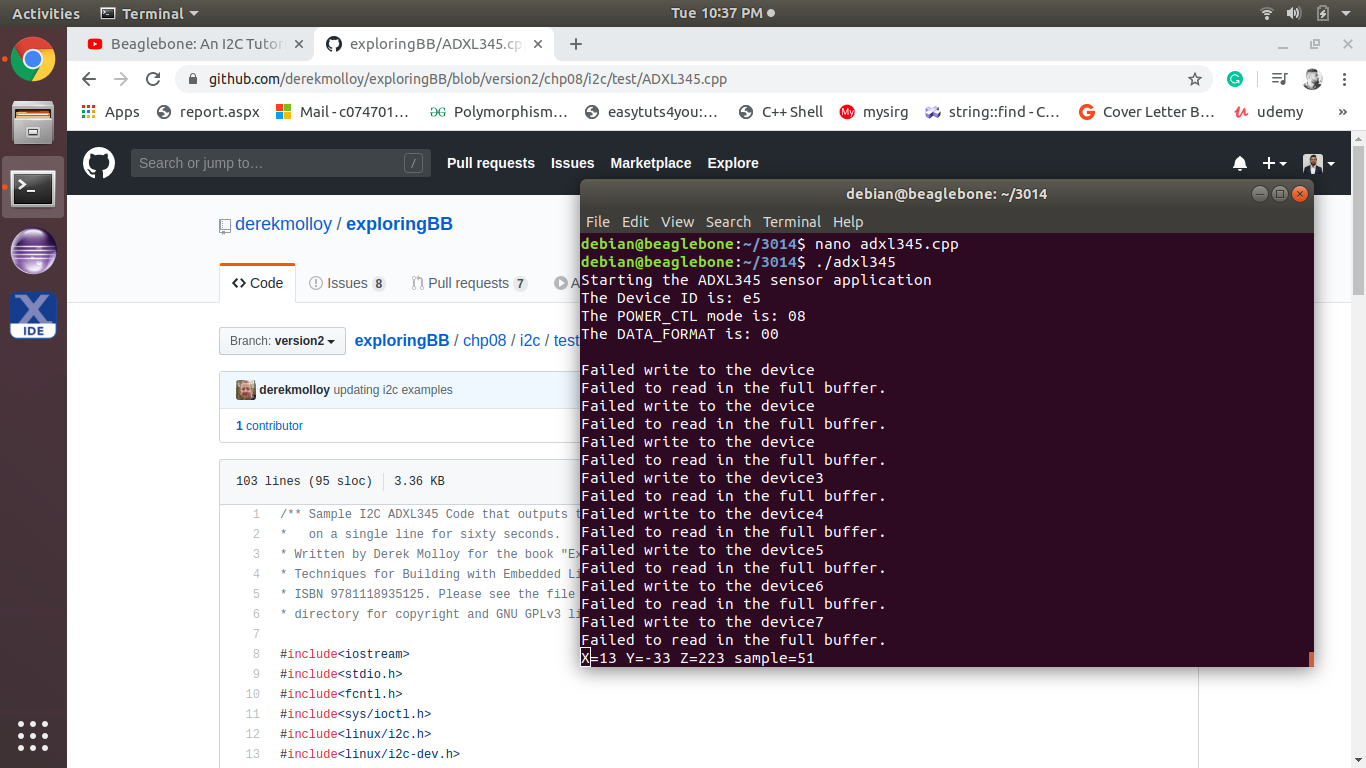 Activities Terminal Tue 10:37 PM
Beaglebone: An I2C Tutor exploringBB/ADXL345.cp
github.com/derekmolloy/exploringBB/blob/version2/chp08/i2c/test/ADXL345.cpp
Apps report.aspx Mail - c074701… Polymorphism… easytuts4you:… C++ Shell My mysirg string::find - C… Cover Letter B… udemy »
Search or jump to… / Pull requests Issues Marketplace Explore
derekmolloy / exploringBB
Code Issues 8 Pull requests 7 A
Branch: version2 exploringBB / chp08 / i2c / test
derekmolloy updating i2c examples
1 contributor
103 lines (95 sloc) 3.36 KB
1 /** Sample I2C ADXL345 Code that outputs t
2 * on a single line for sixty seconds.
3 * Written by Derek Molloy for the book "Ex
4 * Techniques for Building with Embedded Li
5 * ISBN 9781118935125. Please see the file
6 * directory for copyright and GNU GPLv3 li
7
8 #include<iostream>
9 #include<stdio.h>
10 #include<fcntl.h>
11 #include<sys/ioctl.h>
12 #include<linux/i2c.h>
13 #include<linux/i2c-dev.h>
IDE
debian@beaglebone: ~/3014
File Edit View Search Terminal Help
debian@beaglebone:~/3014$ nano adxl345.cpp
debian@beaglebone:~/3014$ ./adxl345
Starting the ADXL345 sensor application
The Device ID is: e5
The POWER_CTL mode is: 08
The DATA_FORMAT is: 00
Failed write to the device
Failed to read in the full buffer.
Failed write to the device
Failed to read in the full buffer.
Failed write to the device
Failed to read in the full buffer.
Failed write to the device3
Failed to read in the full buffer.
Failed write to the device4
Failed to read in the full buffer.
Failed write to the device5
Failed to read in the full buffer.
Failed write to the device6
Failed to read in the full buffer.
Failed write to the device7
Failed to read in the full buffer.
X=13 Y=-33 Z=223 sample=51